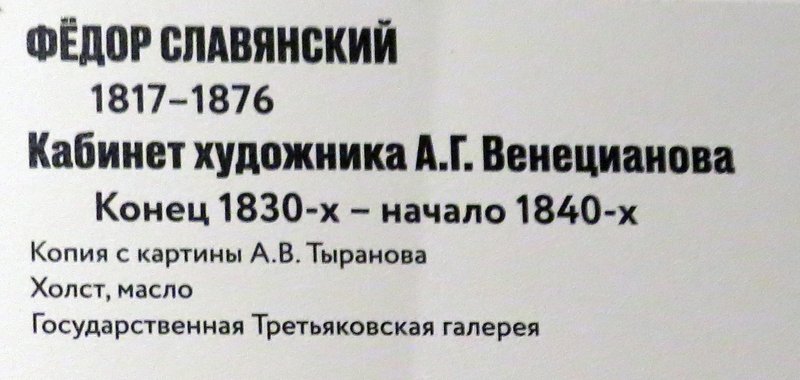 ФЁДОР СЛАВЯНСКИЙ
1817–1876
Кабинет художника А.Г. Венецианова
Конец 1830-х – начало 1840-х
Копия с картины А.В. Тыранова
Холст, масло
Государственная Третьяковская галерея